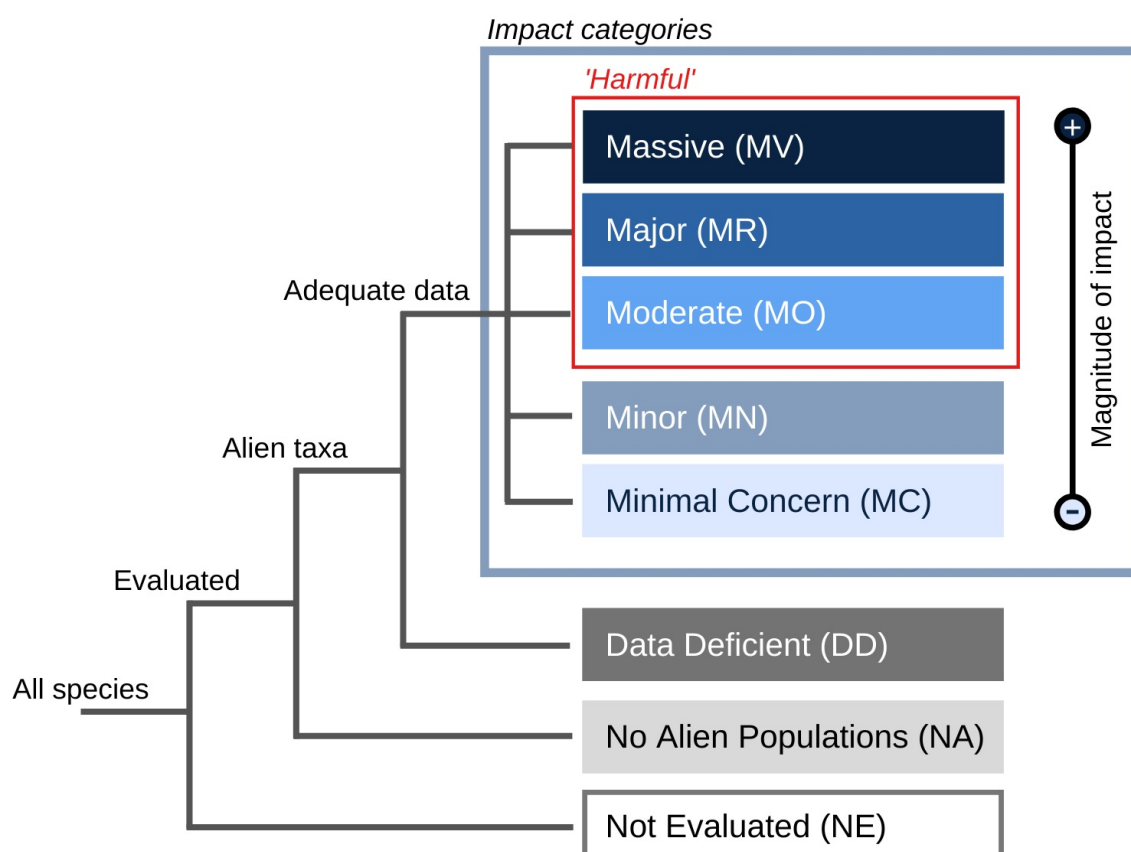 Impact categories
'Harmful'
Massive (MV)
Major (MR)
Moderate (MO)
Minor (MN)
Minimal Concern (MC)
+
Magnitude of impact
-
Adequate data
Alien taxa
Evaluated
All species
Data Deficient (DD)
No Alien Populations (NA)
Not Evaluated (NE)